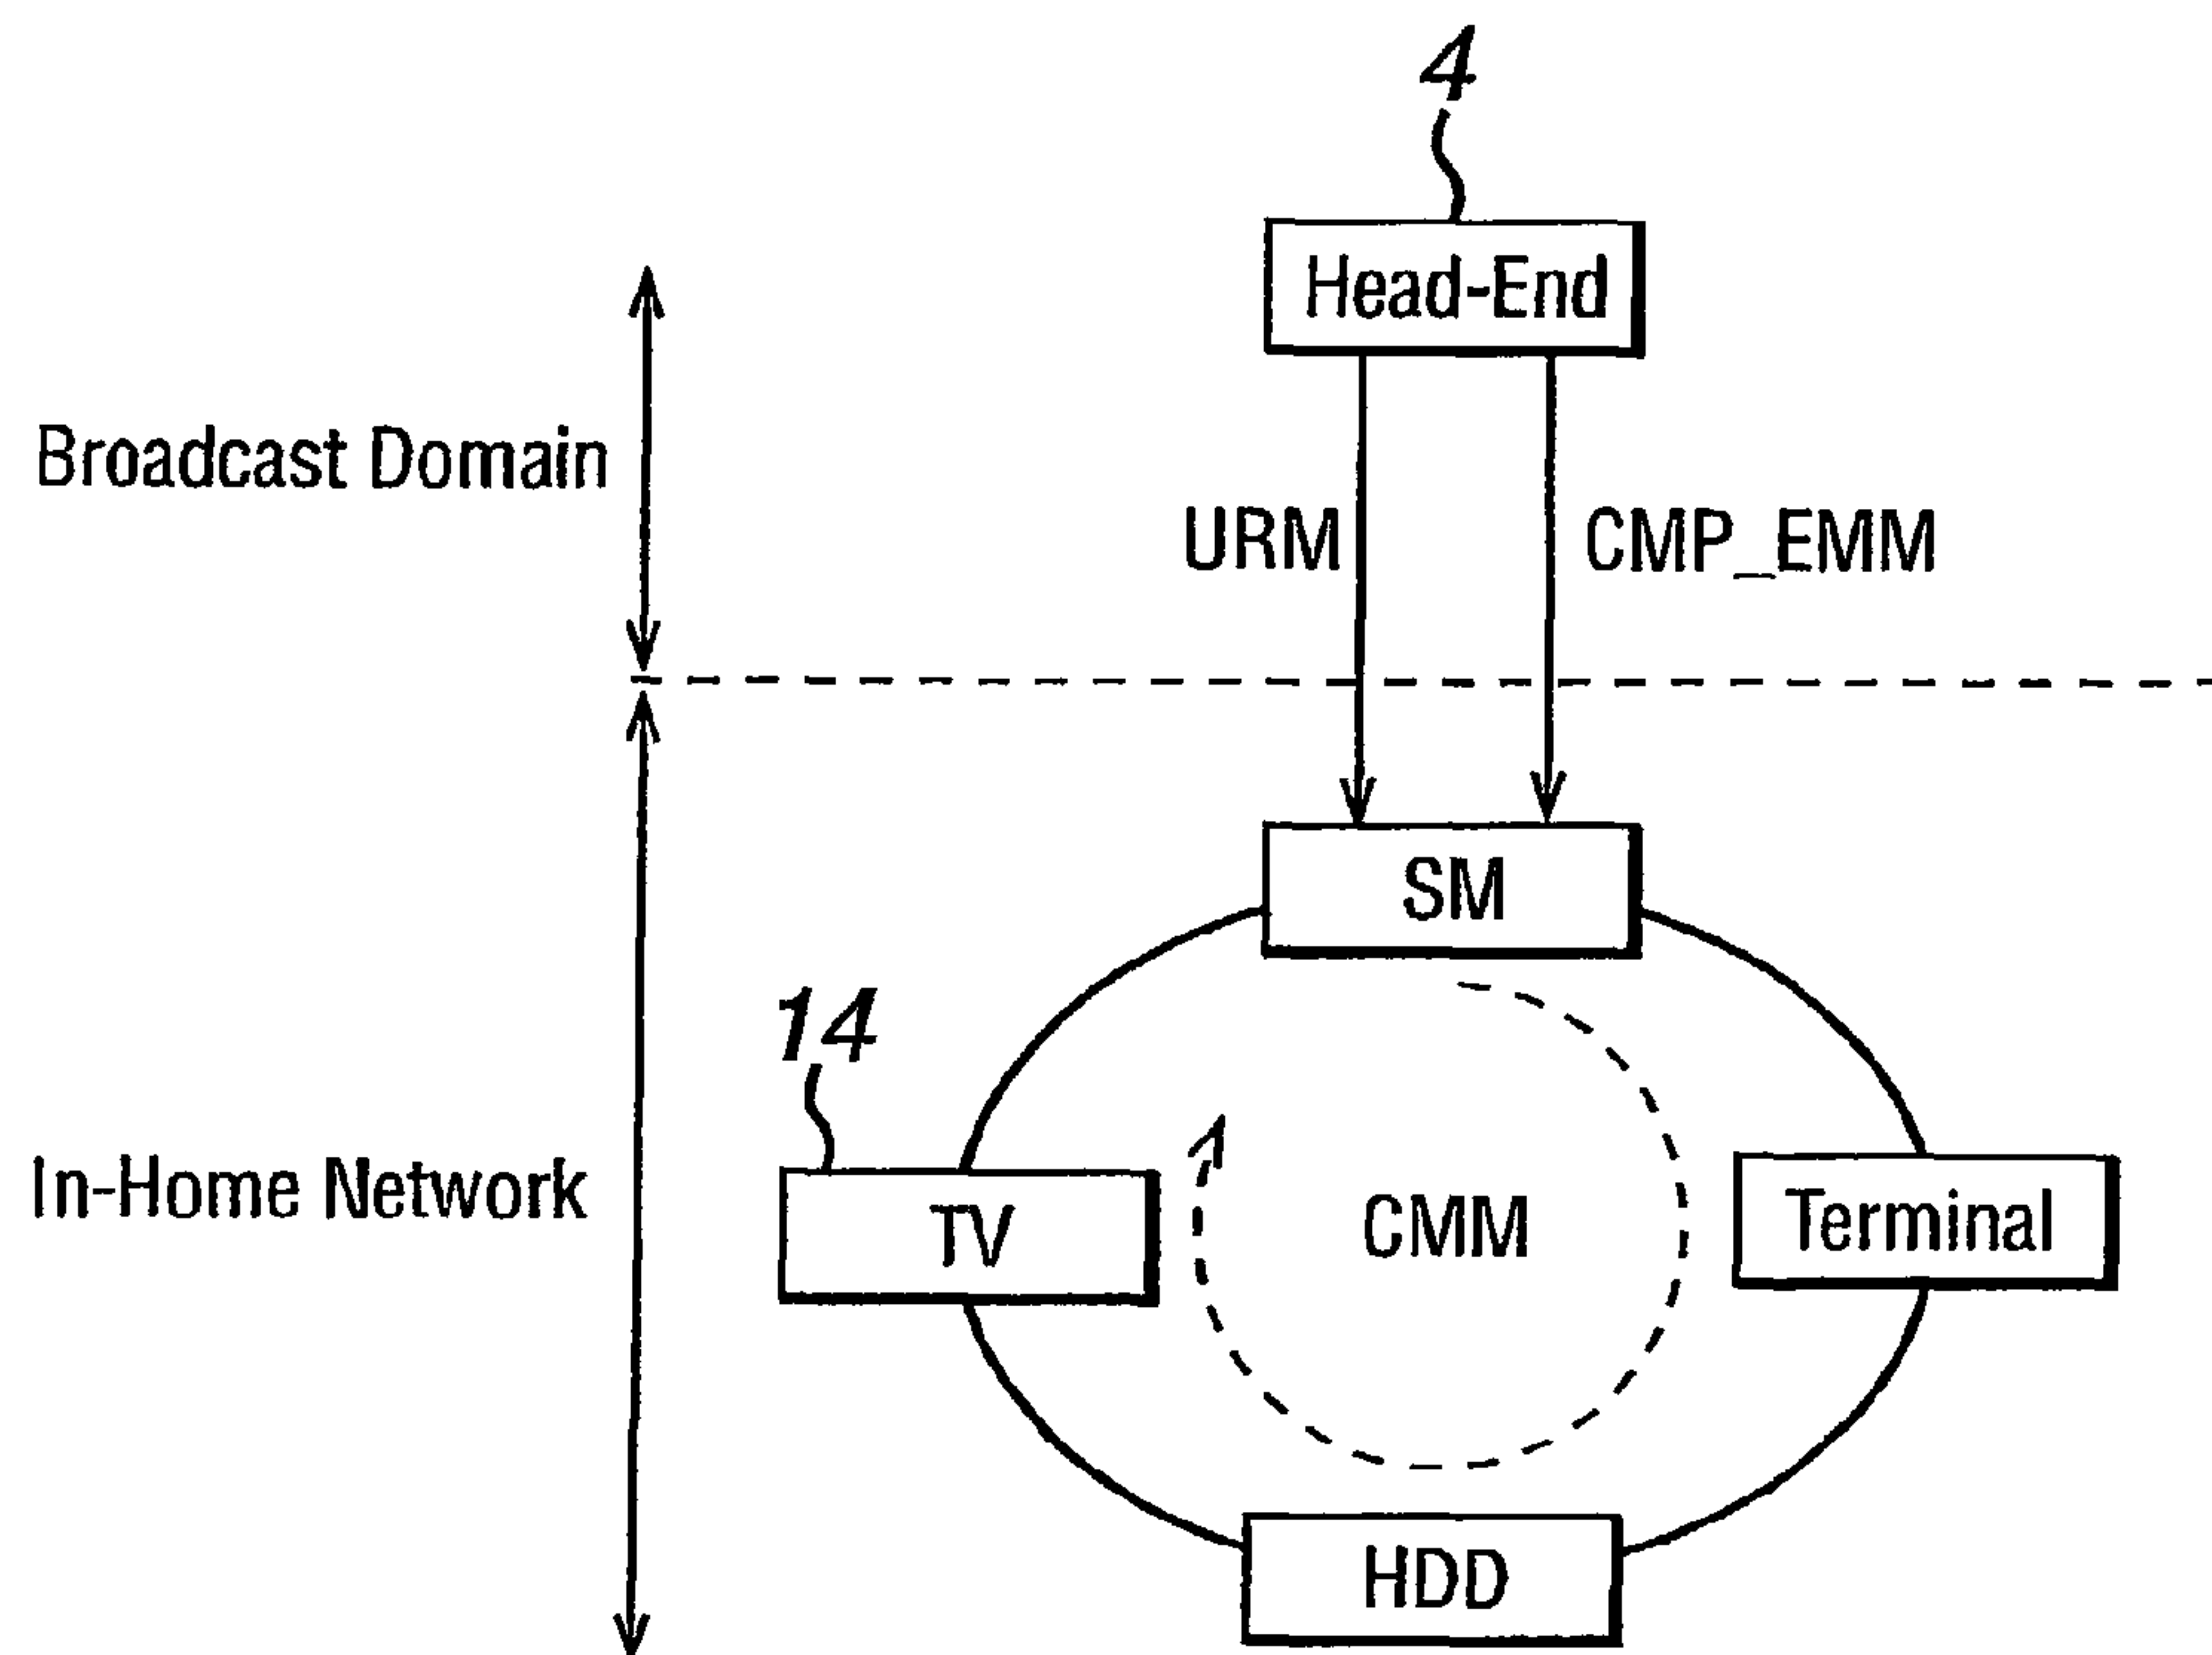 4
Head-End
Broadcast Domain
URM
CMP_EMM
SM
14
In-Home Network
TV
CMM
Terminal
HDD